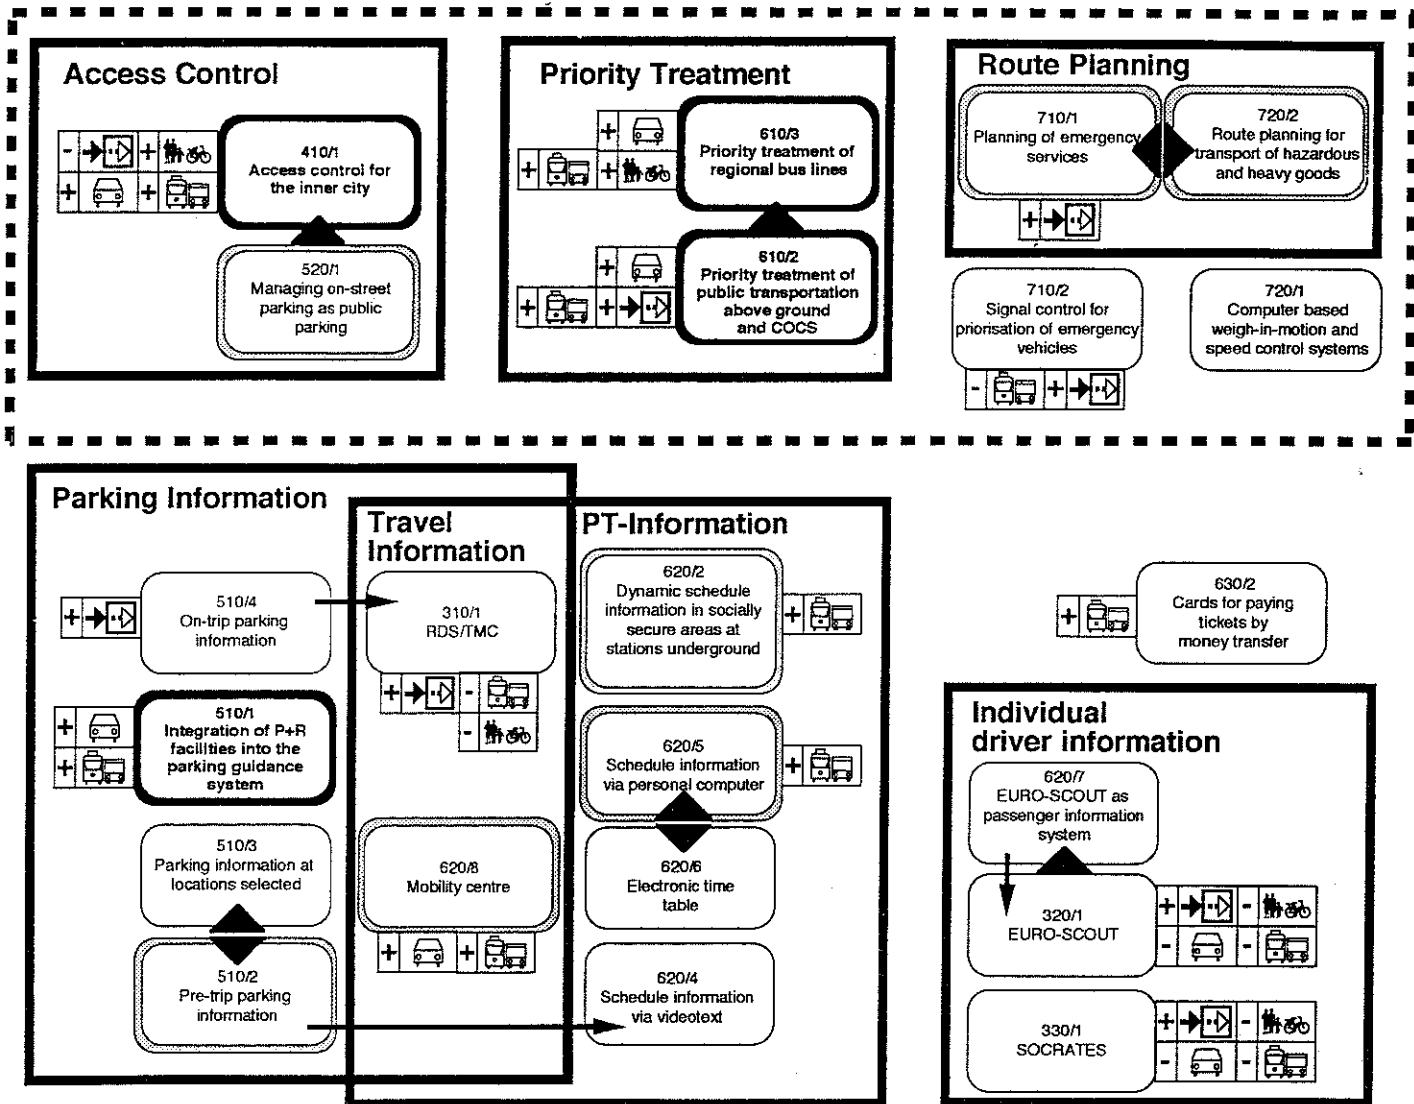 Access Control
- + 
+ +
410/1
Access control for
the inner city
520/1
Managing on-street
parking as public
parking
Priority Treatment
+
+ +
610/3
Priority treatment of
regional bus lines
+
+ +
610/2
Priority treatment of
public transportation
above ground
and COCS
Route Planning
710/1
Planning of emergency
services
+
720/2
Route planning for
transport of hazardous
and heavy goods
710/2
Signal control for
priorisation of emergency
vehicles
- +
720/1
Computer based
weigh-in-motion and
speed control systems
Parking Information
+
510/4
On-trip parking
information
+
+
510/1
Integration of P+R
facilities into the
parking guidance
system
510/3
Parking information at
locations selected
510/2
Pre-trip parking
information
Travel
Information
310/1
RDS/TMC
+ -
-
620/8
Mobility centre
+ +
PT-Information
620/2
Dynamic schedule
information in socially
secure areas at
stations underground
+
620/5
Schedule information
via personal computer
+
620/6
Electronic time
table
620/4
Schedule information
via videotext
+
630/2
Cards for paying
tickets by
money transfer
Individual
driver information
620/7
EURO-SCOUT as
passenger information
system
320/1
EURO-SCOUT
+ -
- -
330/1
SOCRATES
+ -
- -